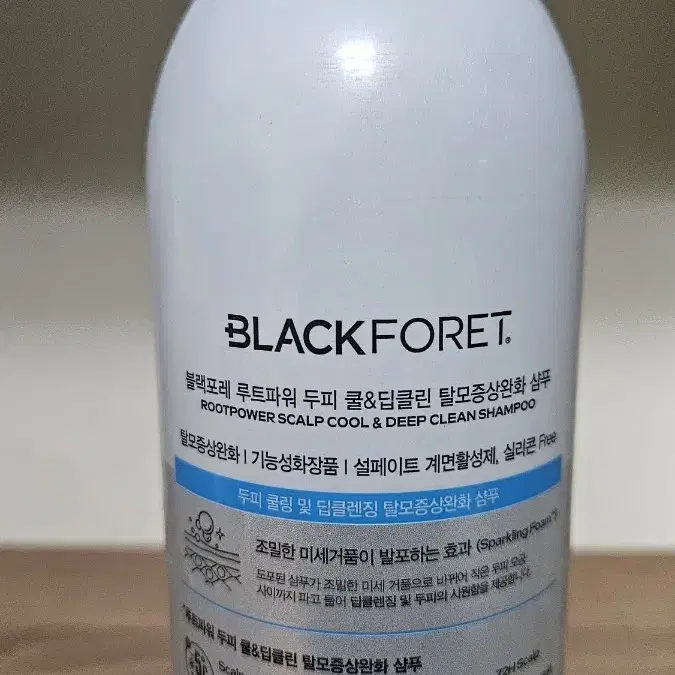 BLACKFORET®
블랙포레 루트파워 두피 쿨&딥클린 탈모증상완화 샴푸
ROOTPOWER SCALP COOL & DEEP CLEAN SHAMPOO
탈모증상완화 | 기능성화장품 | 설페이트 계면활성제, 실러콘 Free
두피 쿨링 및 딥클렌징 탈모증상완화 샴푸
조밀한 미세거품이 발포하는 효과 (Sparkling Foam*)
도포된 샴푸가 조밀한 미세 거품으로 바뀌어 작은 두피 모공
사이까지 파고 들어 딥클렌징 및 두피의 시원함을 제공합니다.
*루트파워 두피 쿨&딥클린 탈모증상완화 샴푸
72H Scalp